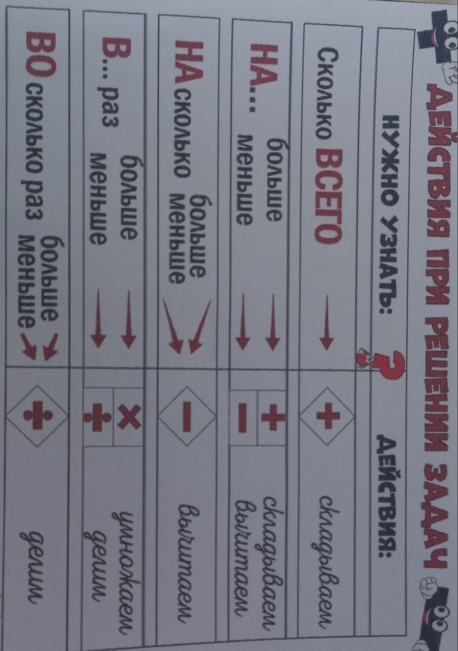 ДЕЙСТВИЯ ПРИ РЕШЕНИИ ЗАДАЧ
НУЖНО УЗНАТЬ: ? ДЕЙСТВИЯ:
Сколько ВСЕГО → + складываем
НА... больше → + складываем
меньше → − вычитаем
НА сколько больше
меньше → − вычитаем
В... раз больше → × умножаем
меньше → ÷ делим
ВО сколько раз больше
меньше → ÷ делим